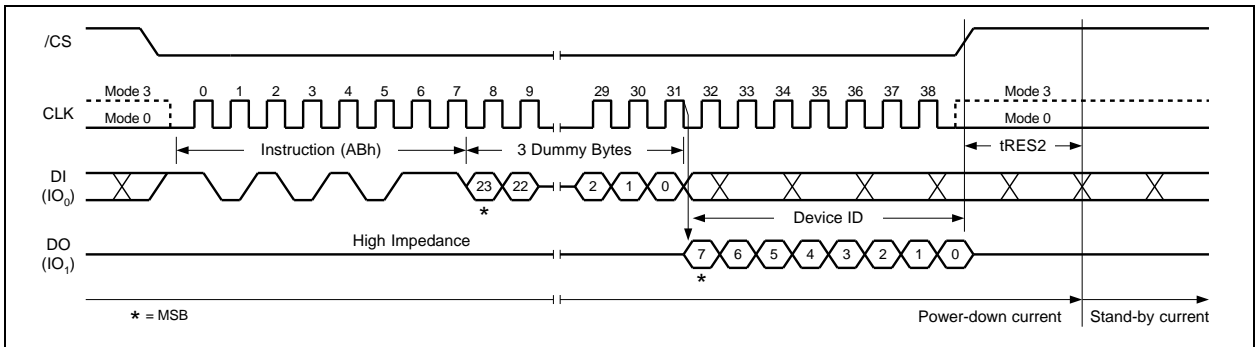 /CS
Mode 3 0 1 2 3 4 5 6 7 8 9 29 30 31 32 33 34 35 36 37 38 Mode 3
CLK
Mode 0 Mode 0
Instruction (ABh) 3 Dummy Bytes tRES2
DI
(IO0)
23 22 2 1 0
*
Device ID
High Impedance
DO
(IO1)
7 6 5 4 3 2 1 0
*
* = MSB
Power-down current Stand-by current